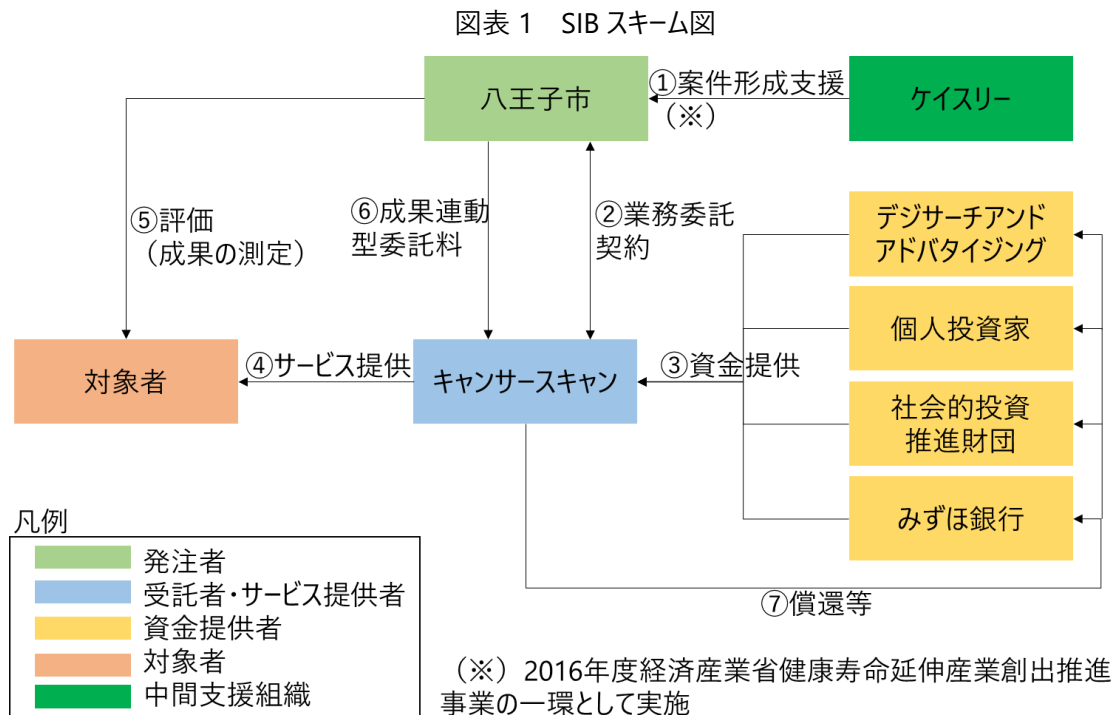 図表 1 SIB スキーム図
八王子市
①案件形成支援
（※）
ケイスリー
⑤評価
（成果の測定）
⑥成果連動
型委託料
②業務委託
契約
デジサーチアンド
アドバタイジング
個人投資家
対象者
④サービス提供
キャンサースキャン
③資金提供
社会的投資
推進財団
みずほ銀行
⑦償還等
凡例
発注者
受託者・サービス提供者
資金提供者
対象者
中間支援組織
（※）2016年度経済産業省健康寿命延伸産業創出推進
事業の一環として実施